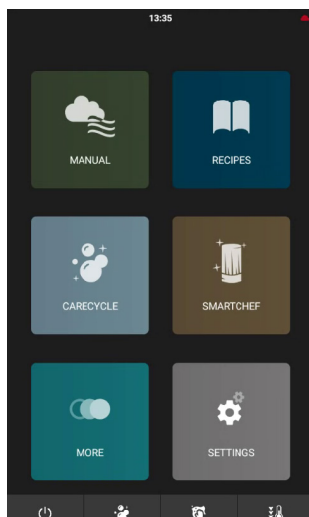 13:35
MANUAL
RECIPES
CARECYCLE
SMARTCHEF
MORE
SETTINGS